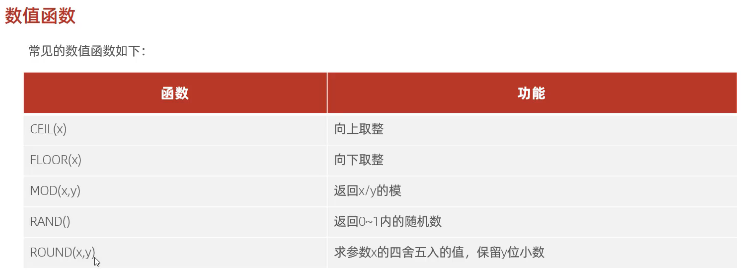 数值函数
常见的数值函数如下：
函数 功能
CEIL(x) 向上取整
FLOOR(x) 向下取整
MOD(x,y) 返回x/y的模
RAND() 返回0~1内的随机数
ROUND(x,y) 求参数x的四舍五入的值，保留y位小数